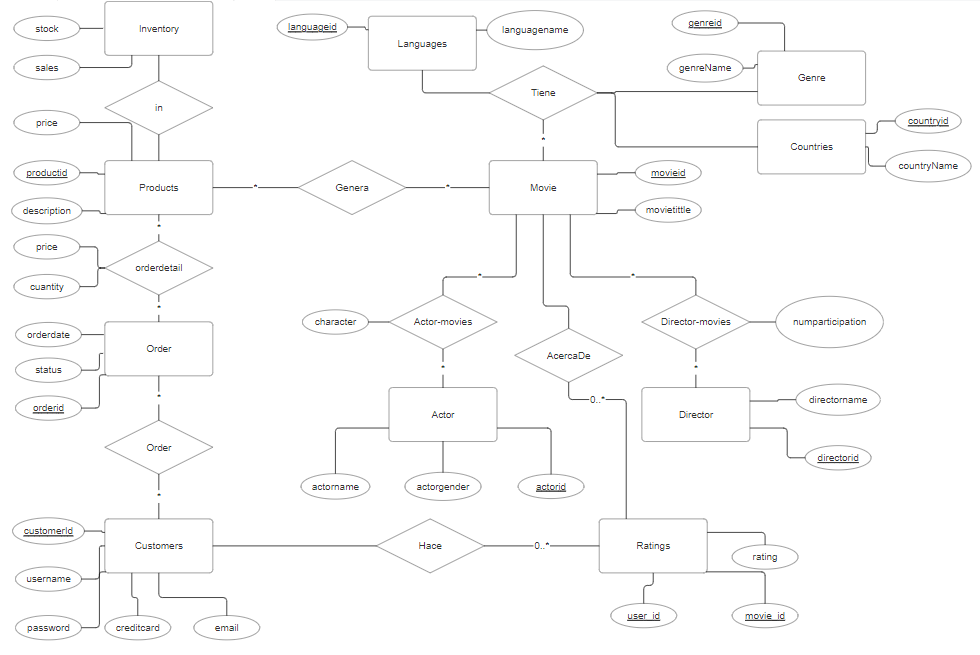 stock
Inventory
sales
in
price
productid
Products
description
*
price
orderdetail
cuantity
*
orderdate
Order
status
orderid
*
Order
*
customerId
Customers
username
password
creditcard
email
languageid
Languages
languagename
genreid
genreName
Genre
Tiene
countryid
Countries
countryName
*
*
Genera
*
Movie
movieid
movietittle
*
*
character
Actor-movies
Director-movies
numparticipation
AcercaDe
*
*
0..*
Actor
Director
directorname
directorid
actorname
actorgender
actorid
Hace
0..*
Ratings
rating
user_id
movie_id